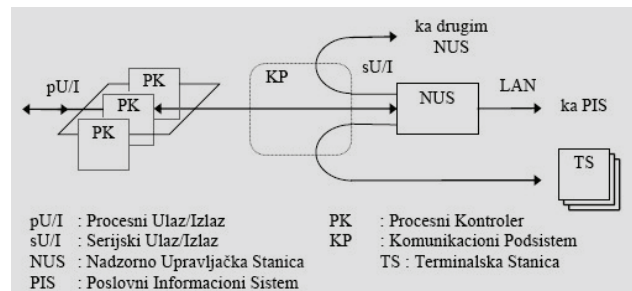 ka drugim
NUS
pU/I
PK
PK
PK
KP
sU/I
NUS
LAN
ka PIS
TS
pU/I : Procesni Ulaz/Izlaz
sU/I : Serijski Ulaz/Izlaz
NUS : Nadzorno Upravljačka Stanica
PIS : Poslovni Informacioni Sistem
PK : Procesni Kontroler
KP : Komunikacioni Podsistem
TS : Terminalska Stanica